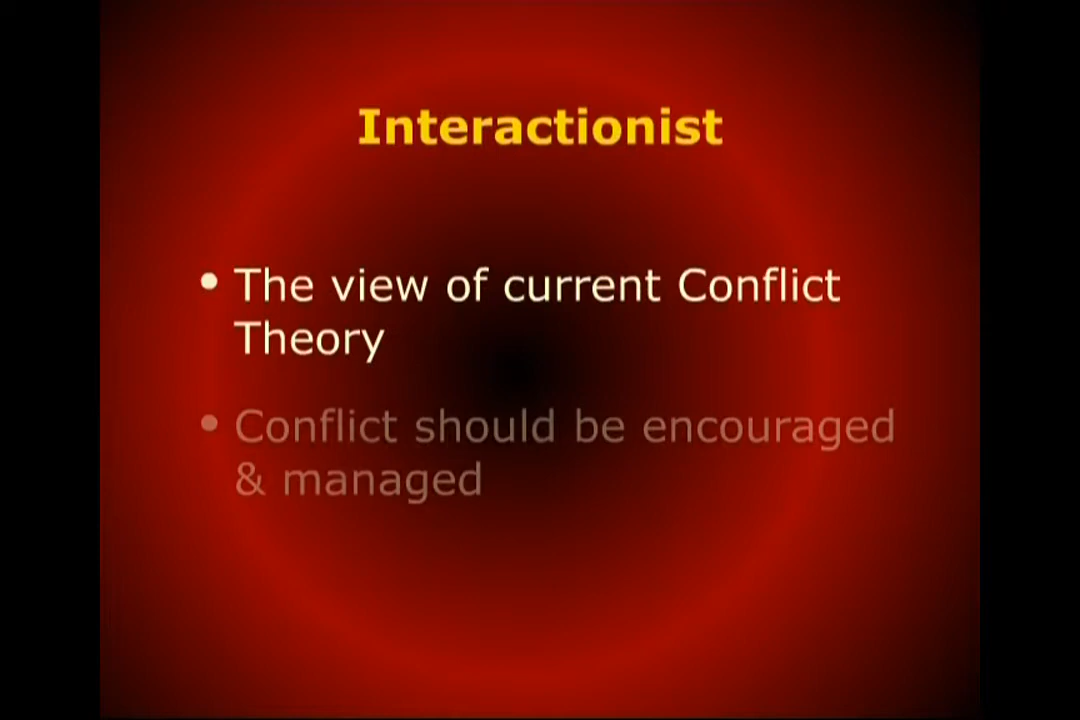 Interactionist
• The view of current Conflict
Theory
• Conflict should be encouraged
& managed